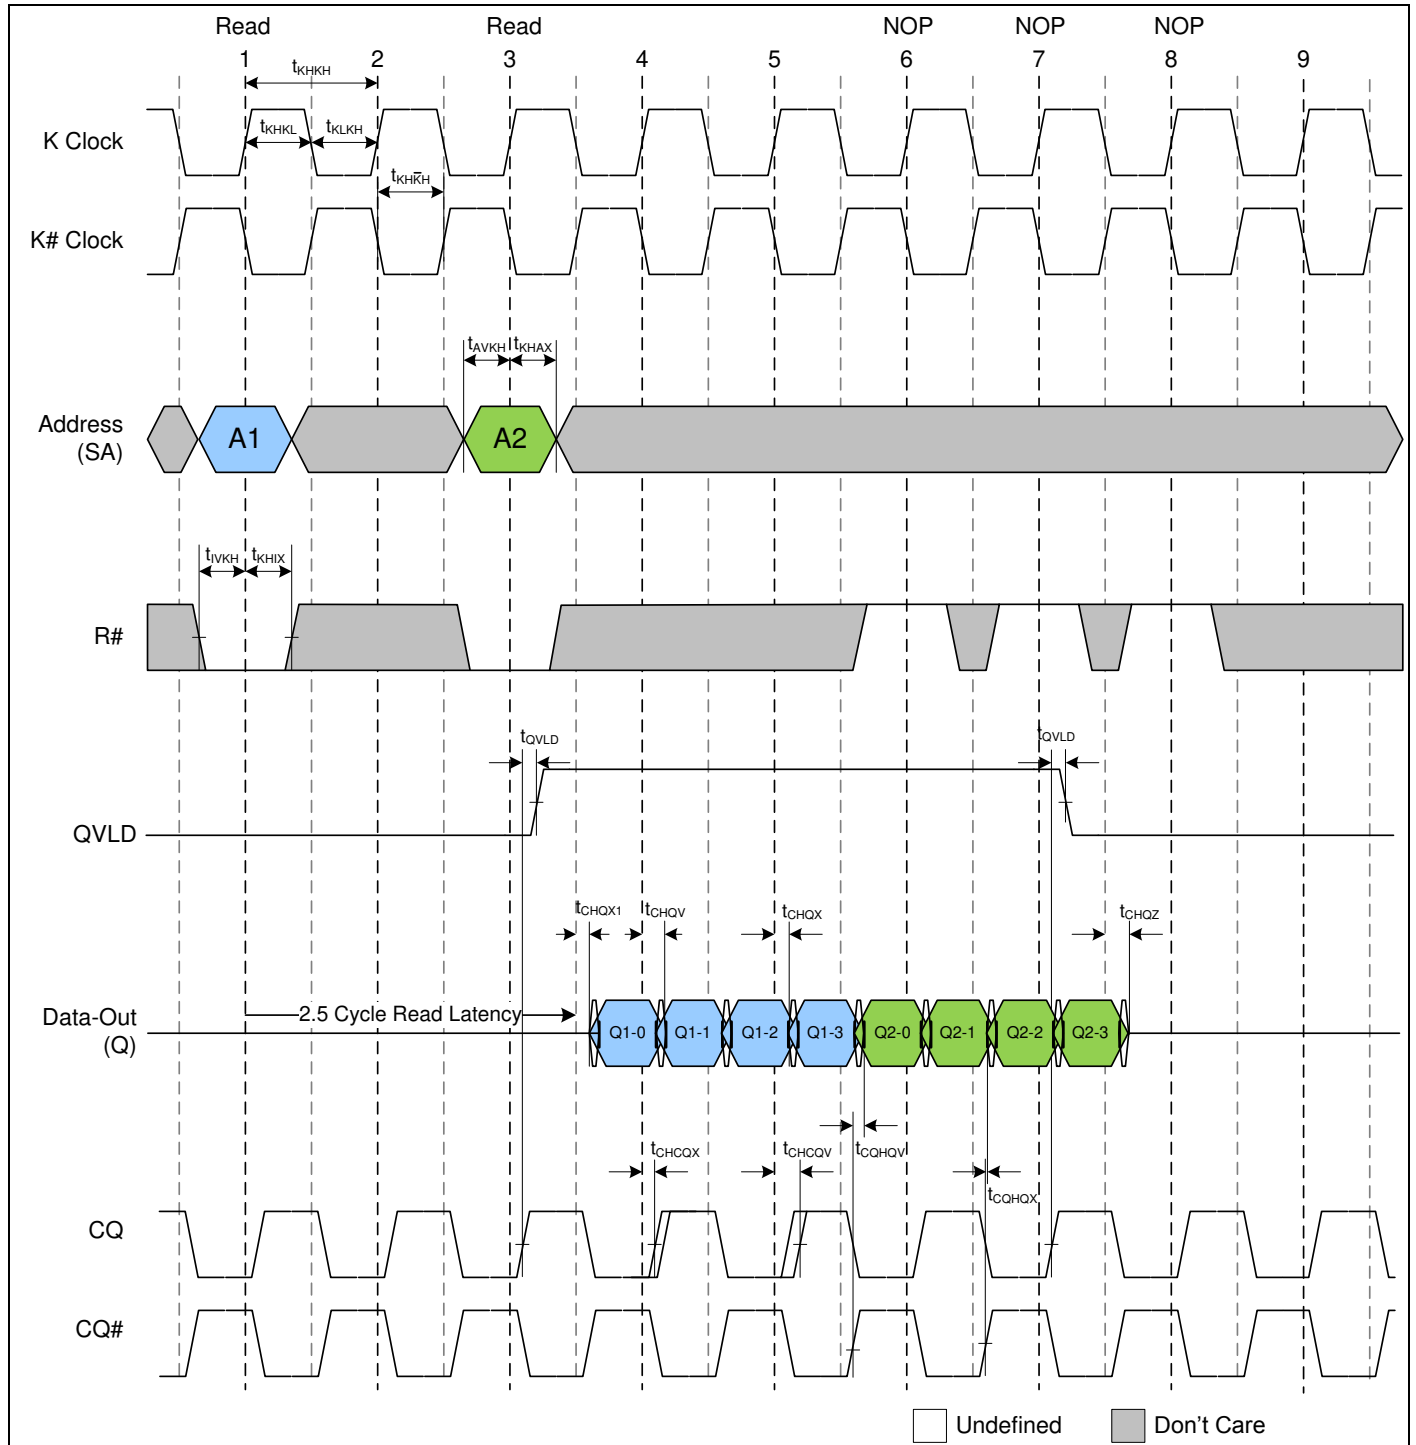 Read Read NOP NOP NOP
1 2 3 4 5 6 7 8 9
tKHKH
K Clock
tKHKL tKLKH
tKHK̅H
K# Clock
tAVKH tKHAX
Address
(SA)
A1 A2
tIVKH tKHIX
R#
tQVLD tQVLD
QVLD
tCHQX1 tCHQV tCHQX tCHQZ
Data-Out
(Q)
2.5 Cycle Read Latency
Q1-0 Q1-1 Q1-2 Q1-3 Q2-0 Q2-1 Q2-2 Q2-3
tCHCQX tCHCQV tCQHQV
tCQHQX
CQ
CQ#
Undefined Don't Care